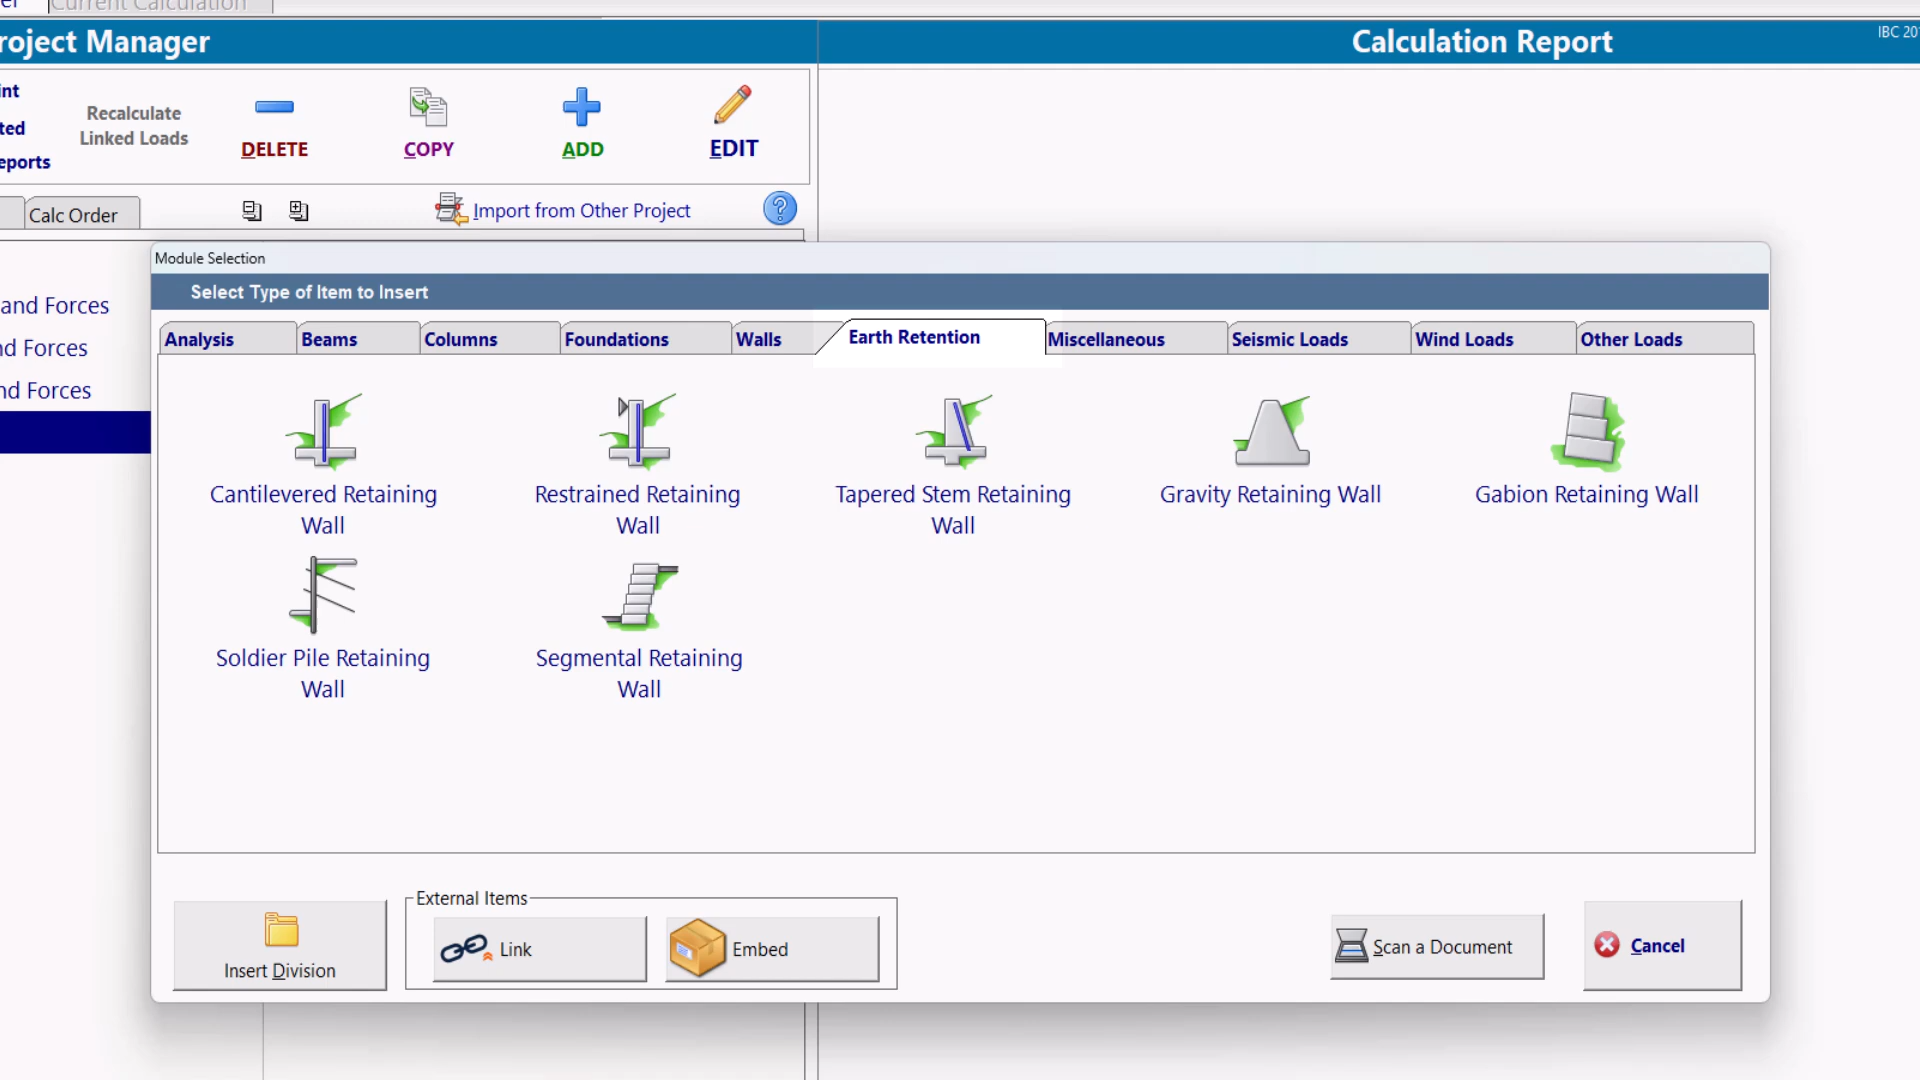 Current Calculation
roject Manager
Calculation Report
IBC 20
int
ted
eports
Recalculate
Linked Loads
DELETE
COPY
ADD
EDIT
Calc Order
Import from Other Project
?
and Forces
nd Forces
nd Forces
Module Selection
Select Type of Item to Insert
Analysis
Beams
Columns
Foundations
Walls
Earth Retention
Miscellaneous
Seismic Loads
Wind Loads
Other Loads
Cantilevered Retaining
Wall
Restrained Retaining
Wall
Tapered Stem Retaining
Wall
Gravity Retaining Wall
Gabion Retaining Wall
Soldier Pile Retaining
Wall
Segmental Retaining
Wall
Insert Division
External Items
Link
Embed
Scan a Document
Cancel